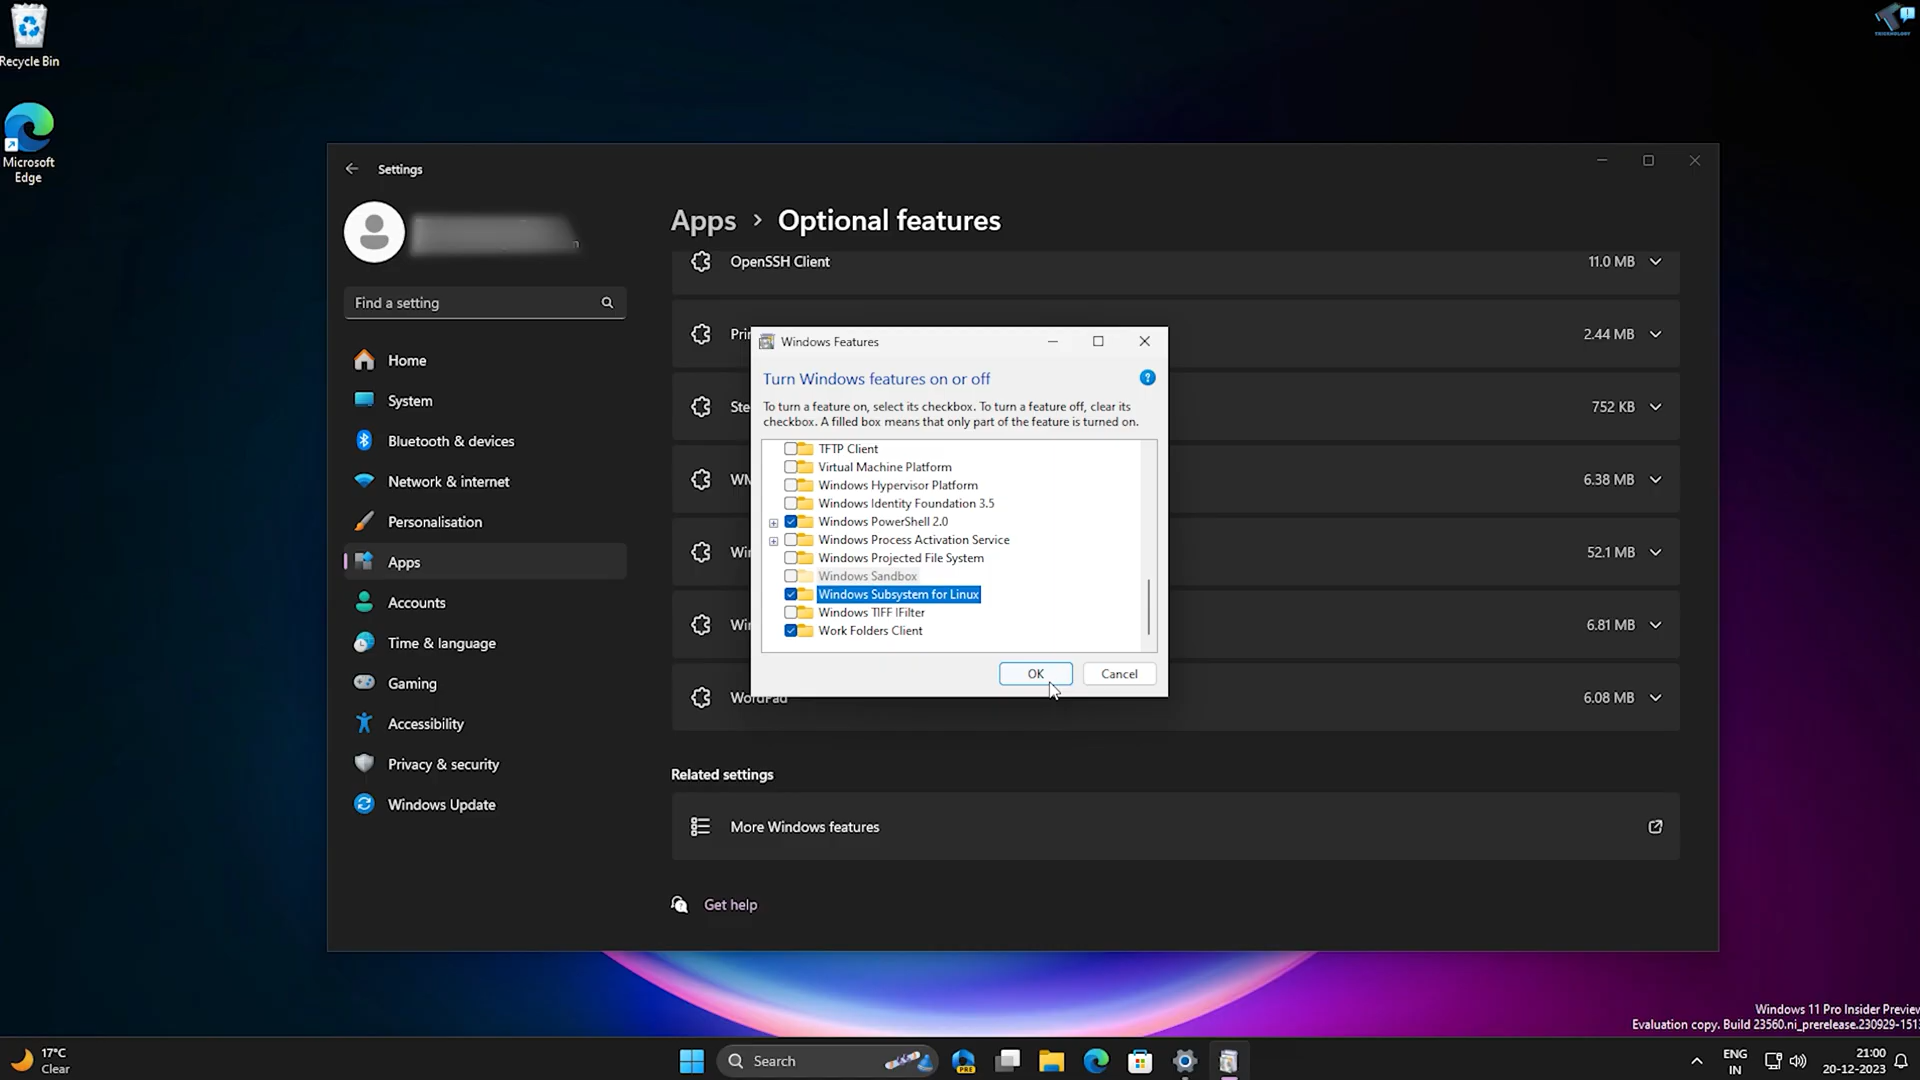 Recycle Bin
Microsoft
Edge
Settings
Find a setting
Home
System
Bluetooth & devices
Network & internet
Personalisation
Apps
Accounts
Time & language
Gaming
Accessibility
Privacy & security
Windows Update
Apps > Optional features
OpenSSH Client 11.0 MB
Pri 2.44 MB
Ste 752 KB
WM 6.38 MB
Wi 52.1 MB
Wi 6.81 MB
WordPad 6.08 MB
Windows Features
Turn Windows features on or off
To turn a feature on, select its checkbox. To turn a feature off, clear its
checkbox. A filled box means that only part of the feature is turned on.
TFTP Client
Virtual Machine Platform
Windows Hypervisor Platform
Windows Identity Foundation 3.5
Windows PowerShell 2.0
Windows Process Activation Service
Windows Projected File System
Windows Sandbox
Windows Subsystem for Linux
Windows TIFF IFilter
Work Folders Client
OK Cancel
Related settings
More Windows features
Get help
Windows 11 Pro Insider Preview
Evaluation copy. Build 23560.ni_prerelease.230929-151
17°C
Clear
Search
PRE
ENG
IN
21:00
20-12-2023